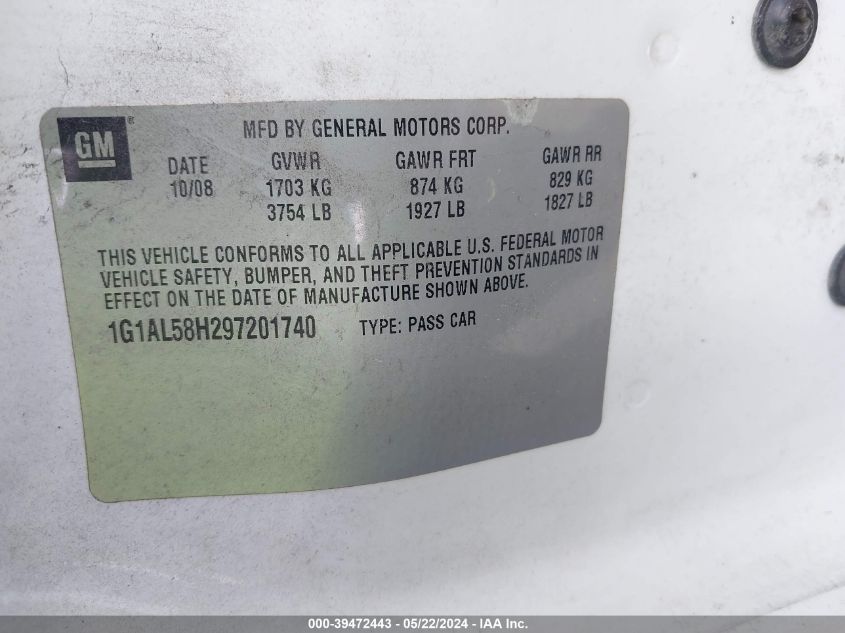 GM®
MFD BY GENERAL MOTORS CORP.
DATE GVWR GAWR FRT GAWR RR
10/08 1703 KG 874 KG 829 KG
3754 LB 1927 LB 1827 LB
THIS VEHICLE CONFORMS TO ALL APPLICABLE U.S. FEDERAL MOTOR
VEHICLE SAFETY, BUMPER, AND THEFT PREVENTION STANDARDS IN
EFFECT ON THE DATE OF MANUFACTURE SHOWN ABOVE.
1G1AL58H297201740 TYPE: PASS CAR
000-39472443 - 05/22/2024 - IAA Inc.